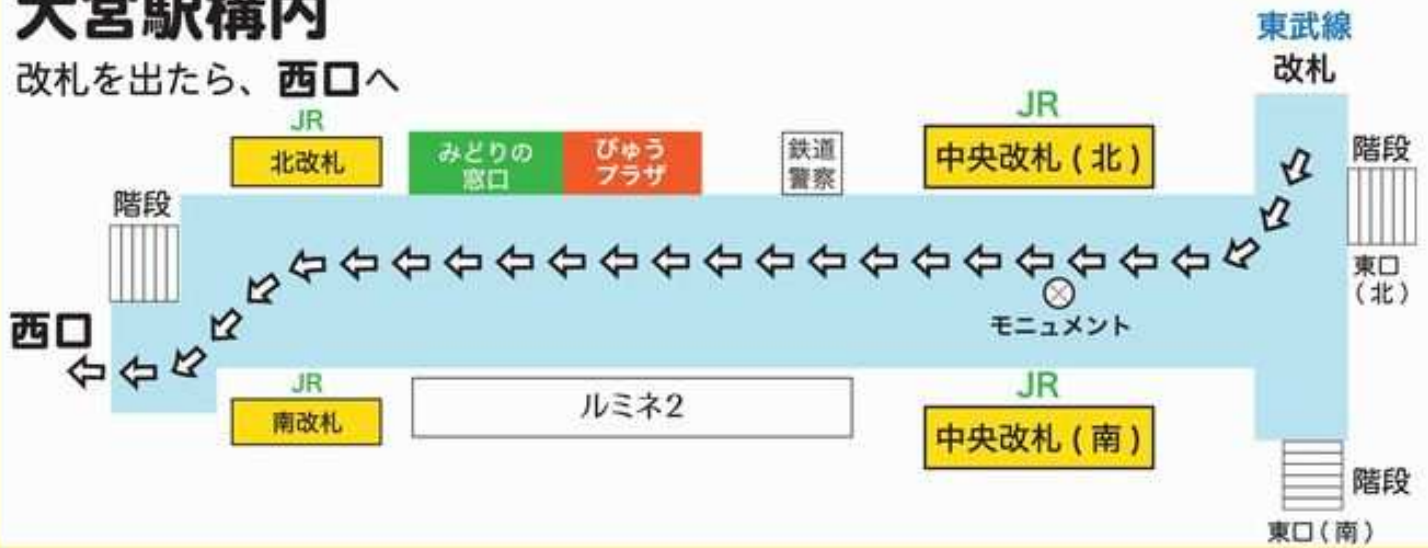 大宮駅構内
改札を出たら、西口へ
東武線
改札
JR
北改札
みどりの
窓口
びゅう
プラザ
鉄道
警察
JR
中央改札(北)
階段
東口
(北)
階段
西口
モニュメント
JR
南改札
ルミネ2
JR
中央改札(南)
階段
東口(南)